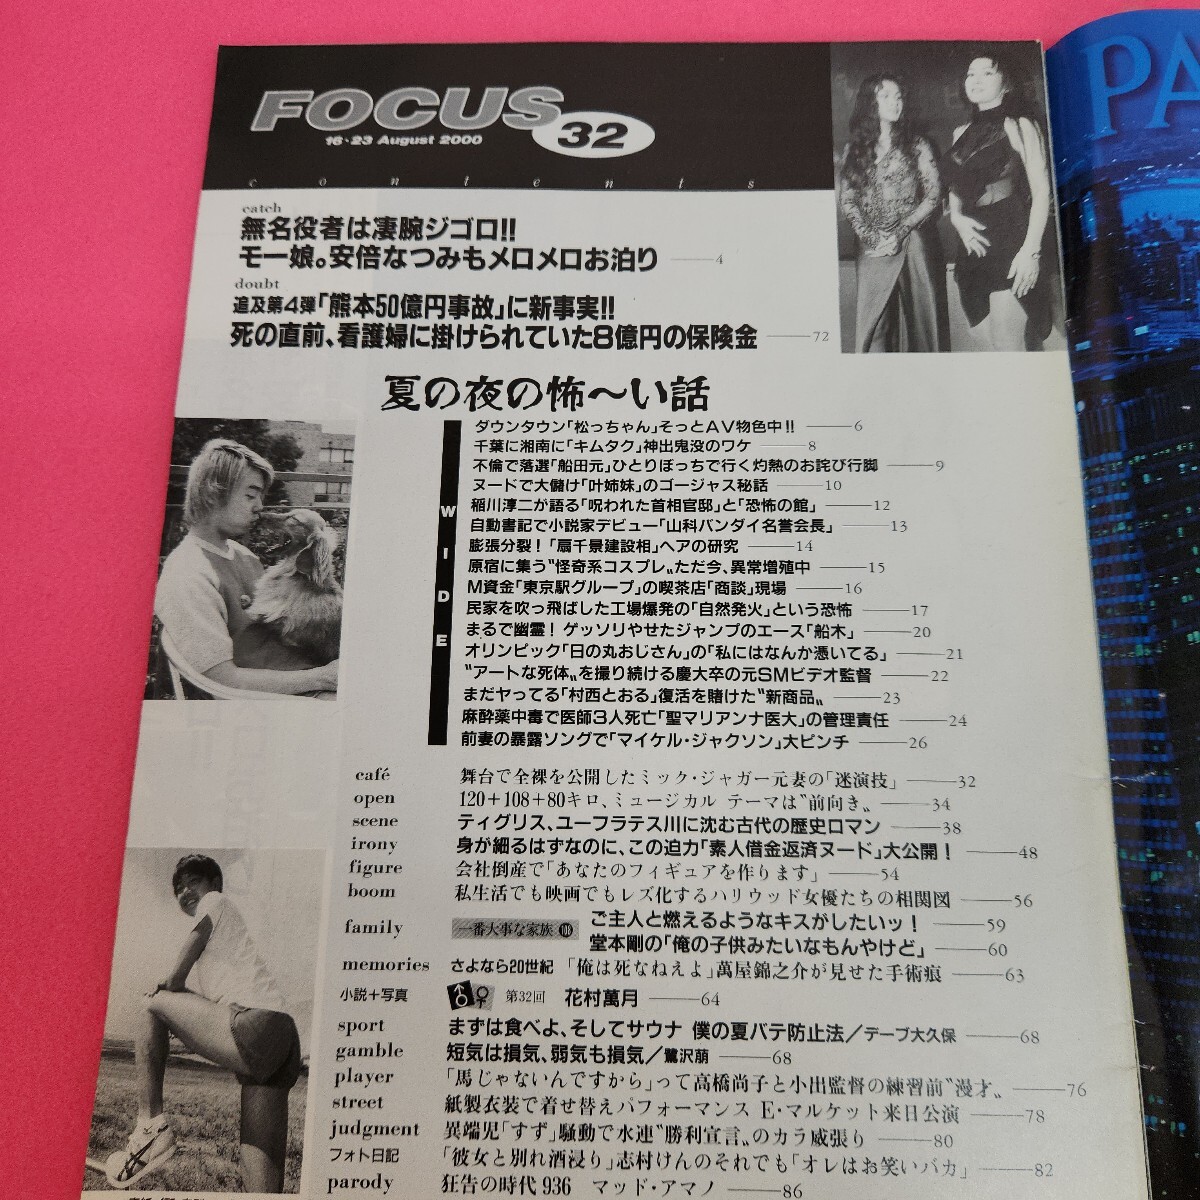 FOCUS 32
16・23 August 2000
contents
catch
無名役者は凄腕ジゴロ!!
モー娘。安倍なつみもメロメロお泊り 4
doubt
追及第4弾「熊本50億円事故」に新事実!!
死の直前、看護婦に掛けられていた8億円の保険金 72
夏の夜の怖〜い話
WIDE
ダウンタウン「松っちゃん」そっとAV物色中!! 6
千葉に湘南に「キムタク」神出鬼没のワケ 8
不倫で落選「船田元」ひとりぼっちで行く灼熱のお詫び行脚 9
ヌードで大儲け「叶姉妹」のゴージャス秘話 10
稲川淳二が語る「呪われた首相官邸」と「恐怖の館」 12
自動書記で小説家デビュー「山科バンダイ名誉会長」 13
膨張分裂!「扇千景建設相」ヘアの研究 14
原宿に集う〝怪奇系コスプレ〟ただ今、異常増殖中 15
M資金「東京駅グループ」の喫茶店「商談」現場 16
民家を吹っ飛ばした工場爆発の「自然発火」という恐怖 17
まるで幽霊!ゲッソリやせたジャンプのエース「船木」 20
オリンピック「日の丸おじさん」の「私にはなんか憑いてる」 21
〝アートな死体〟を撮り続ける慶大卒の元SMビデオ監督 22
まだヤってる「村西とおる」復活を賭けた〝新商品〟 23
麻酔薬中毒で医師3人死亡「聖マリアンナ医大」の管理責任 24
前妻の暴露ソングで「マイケル・ジャクソン」大ピンチ 26
café 舞台で全裸を公開したミック・ジャガー元妻の「迷演技」 32
open 120+108+80キロ、ミュージカル テーマは〝前向き〟 34
scene ティグリス、ユーフラテス川に沈む古代の歴史ロマン 38
irony 身が細るはずなのに、この迫力「素人借金返済ヌード」大公開! 48
figure 会社倒産で「あなたのフィギュアを作ります」 54
boom 私生活でも映画でもレズ化するハリウッド女優たちの相関図 56
family 一番大事な家族 ご主人と燃えるようなキスがしたいッ! 59
堂本剛の「俺の子供みたいなもんやけど」 60
memories さよなら20世紀 「俺は死なねえよ」萬屋錦之介が見せた手術痕 63
小説+写真 ♂♀ 第32回 花村萬月 64
sport まずは食べよ、そしてサウナ 僕の夏バテ防止法/デーブ大久保 68
gamble 短気は損気、弱気も損気/鷺沢萠 68
player 「馬じゃないんですから」って高橋尚子と小出監督の練習前〝漫才〟 76
street 紙製衣装で着せ替えパフォーマンス E・マルケット来日公演 78
judgment 異端児「すず」騒動で水連〝勝利宣言〟のカラ威張り 80
フォト日記 「彼女と別れ酒浸り」志村けんのそれでも「オレはお笑いバカ」 82
parody 狂告の時代936 マッド・アマノ 86
PA